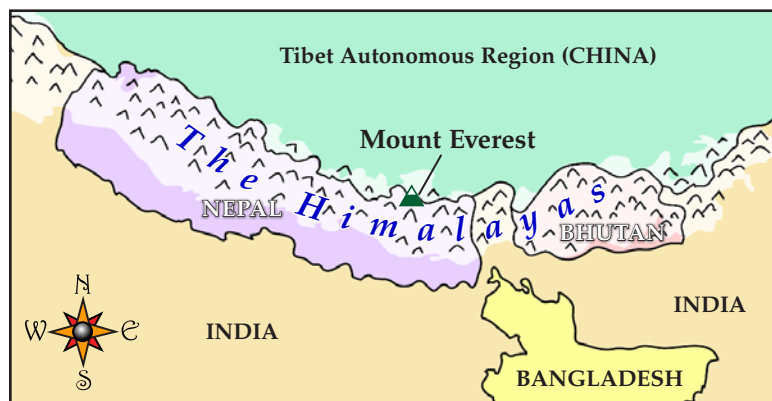 Tibet Autonomous Region (CHINA)
Mount Everest
The Himalayas
NEPAL
BHUTAN
N
W E
S
INDIA
INDIA
BANGLADESH